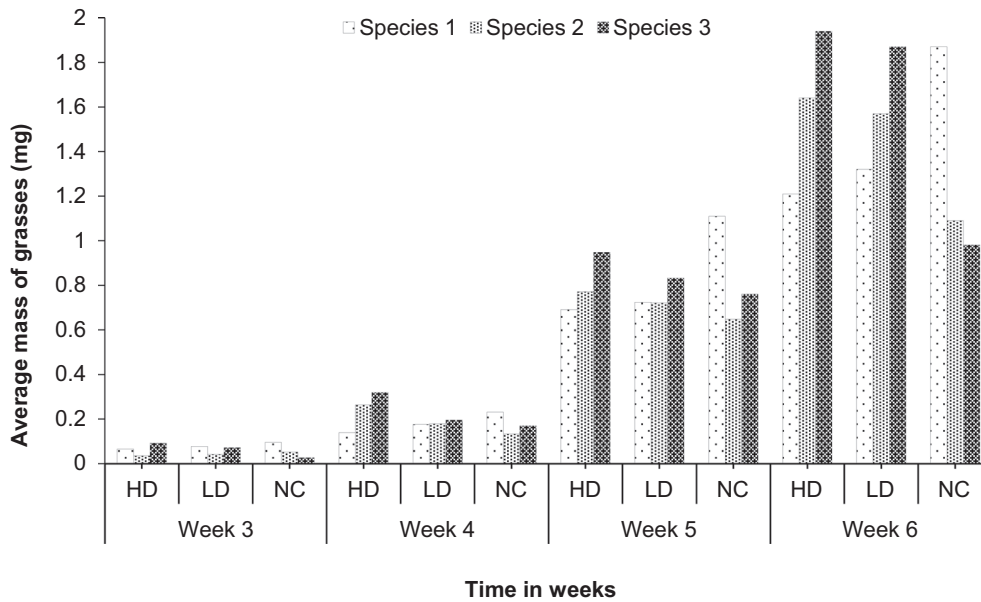 Average mass of grasses (mg)
2
1.8
1.6
1.4
1.2
1
0.8
0.6
0.4
0.2
0
Species 1 Species 2 Species 3
HD LD NC HD LD NC HD LD NC HD LD NC
Week 3 Week 4 Week 5 Week 6
Time in weeks